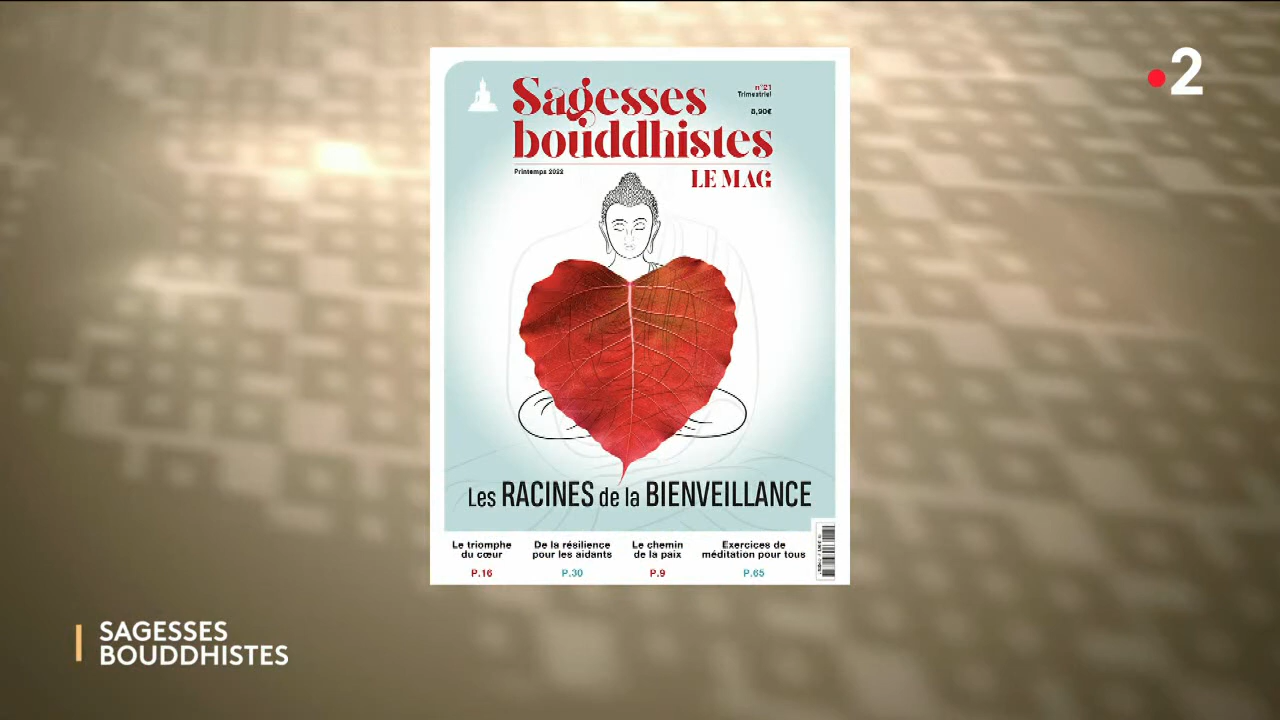 Sagesses
bouddhistes
LE MAG
n°21
Trimestriel
8,90€
Printemps 2022
Les RACINES de la BIENVEILLANCE
Le triomphe
du cœur
P.16
De la résilience
pour les aidants
P.30
Le chemin
de la paix
P.9
Exercices de
méditation pour tous
P.65
2
SAGESSES
BOUDDHISTES